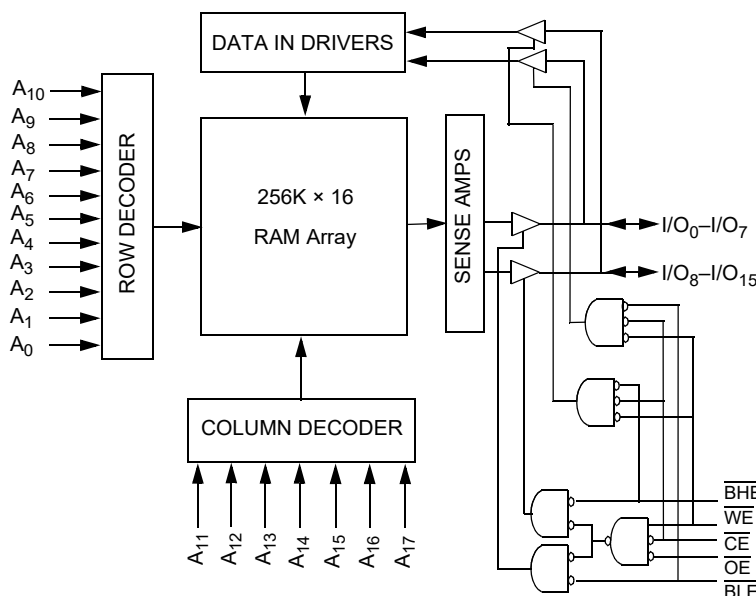 DATA IN DRIVERS
A10
A9
A8
A7
A6
A5
A4
A3
A2
A1
A0
ROW DECODER
256K × 16
RAM Array
SENSE AMPS
I/O0–I/O7
I/O8–I/O15
COLUMN DECODER
A11
A12
A13
A14
A15
A16
A17
BHE
WE
CE
OE
BLE